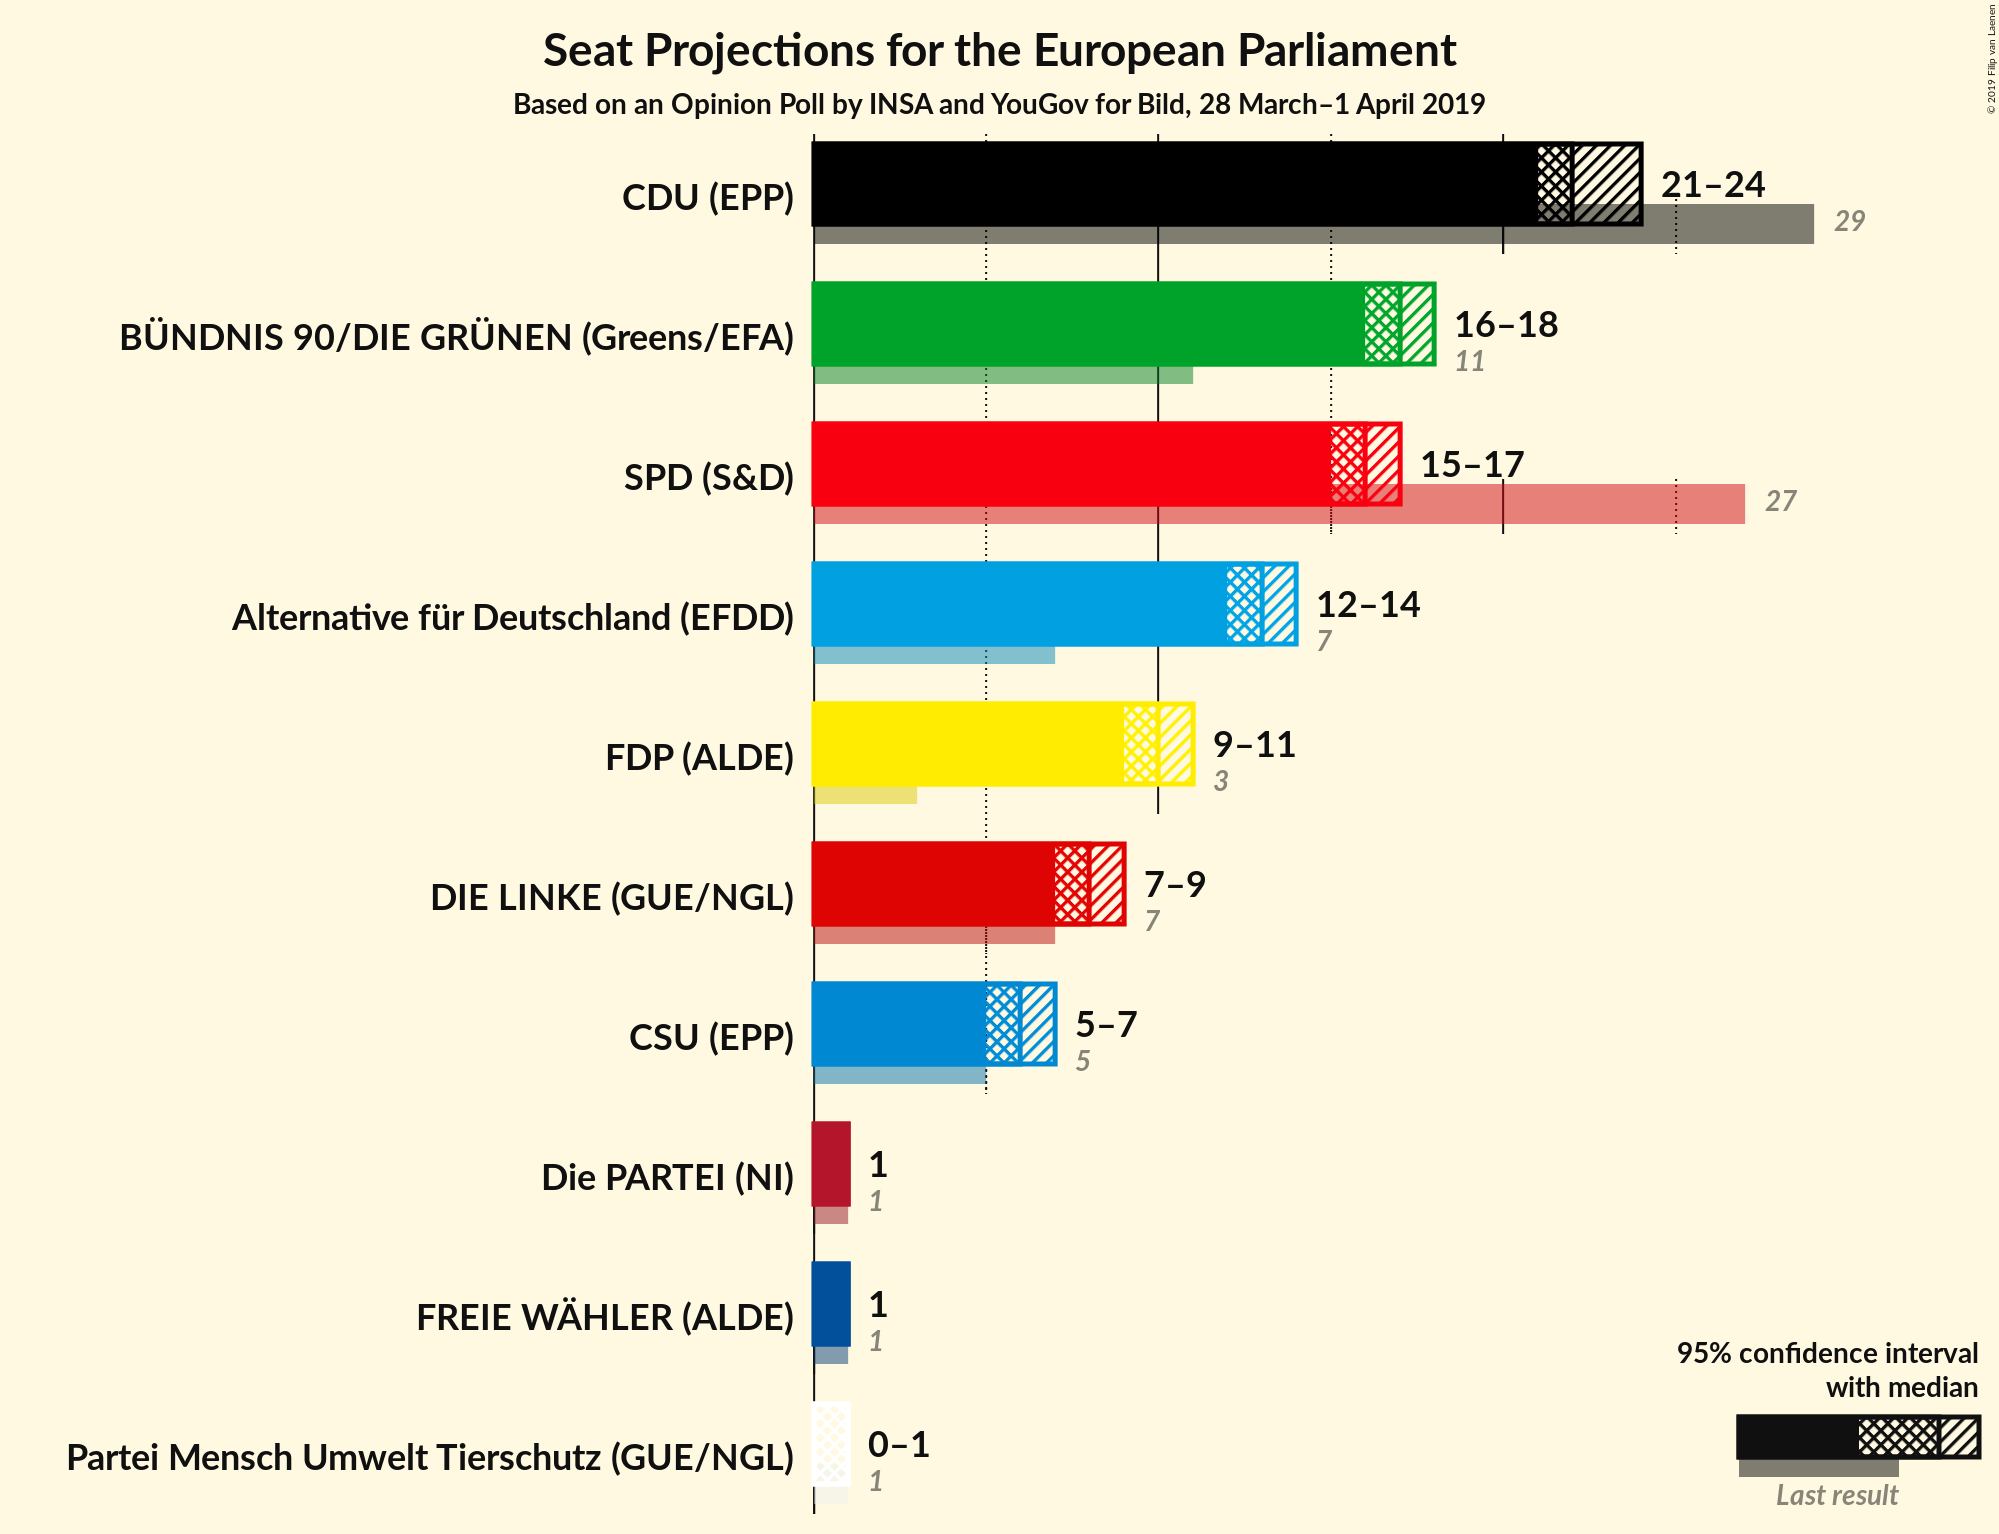 Seat Projections for the European Parliament
Based on an Opinion Poll by INSA and YouGov for Bild, 28 March–1 April 2019
© 2019 Filip van Laenen
CDU (EPP)
21–24
29
BÜNDNIS 90/DIE GRÜNEN (Greens/EFA)
16–18
11
SPD (S&D)
15–17
27
Alternative für Deutschland (EFDD)
12–14
7
FDP (ALDE)
9–11
3
DIE LINKE (GUE/NGL)
7–9
7
CSU (EPP)
5–7
5
Die PARTEI (NI)
1
1
FREIE WÄHLER (ALDE)
1
1
Partei Mensch Umwelt Tierschutz (GUE/NGL)
0–1
1
95% confidence interval
with median
Last result